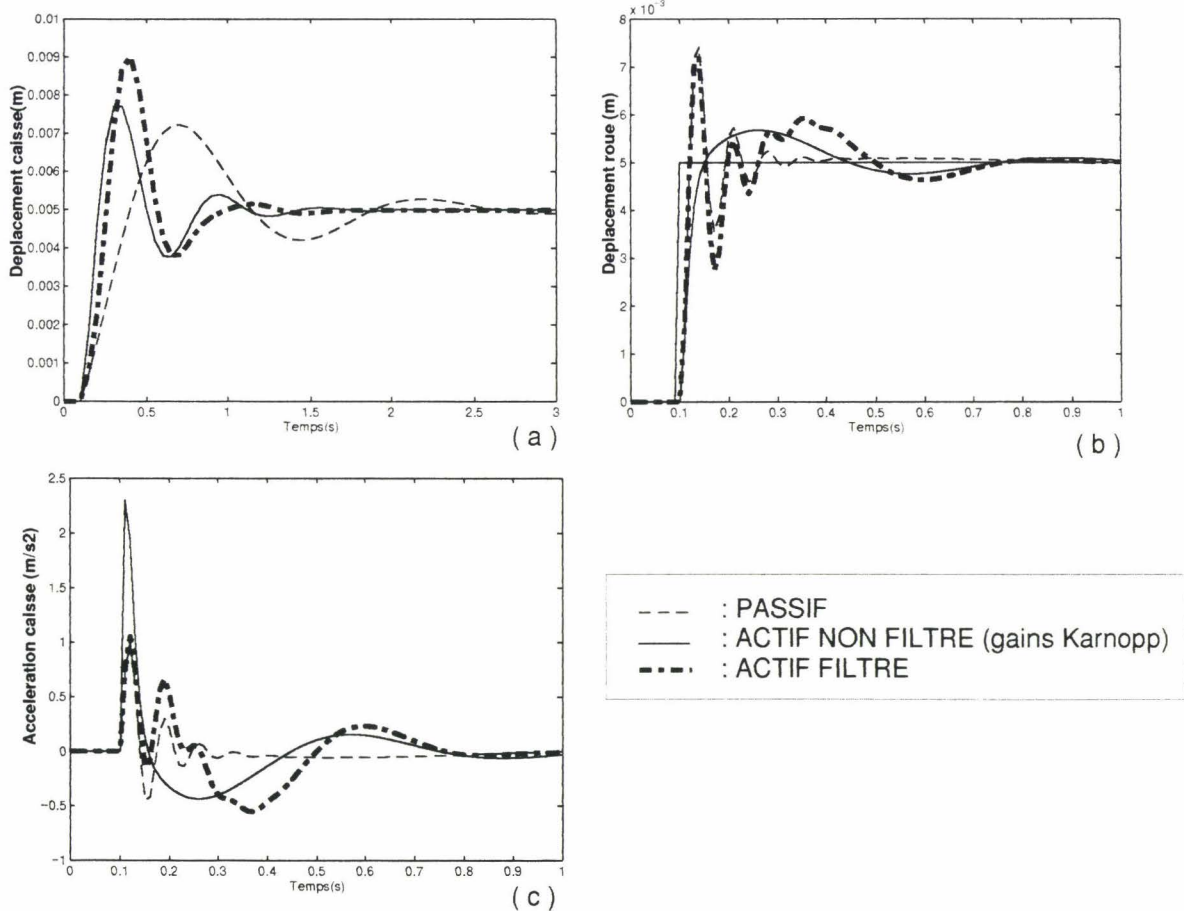 0.01
0.009
0.008
0.007
0.006
0.005
0.004
0.003
0.002
0.001
0
Deplacement caisse(m)
0 0.5 1 1.5 2 2.5 3
Temps(s)
( a )
x 10⁻³
8
7
6
5
4
3
2
1
0
Deplacement roue (m)
0 0.1 0.2 0.3 0.4 0.5 0.6 0.7 0.8 0.9 1
Temps(s)
( b )
2.5
2
1.5
1
0.5
0
-0.5
-1
Acceleration caisse (m/s2)
0 0.1 0.2 0.3 0.4 0.5 0.6 0.7 0.8 0.9 1
Temps(s)
( c )
: PASSIF
: ACTIF NON FILTRE (gains Karnopp)
: ACTIF FILTRE